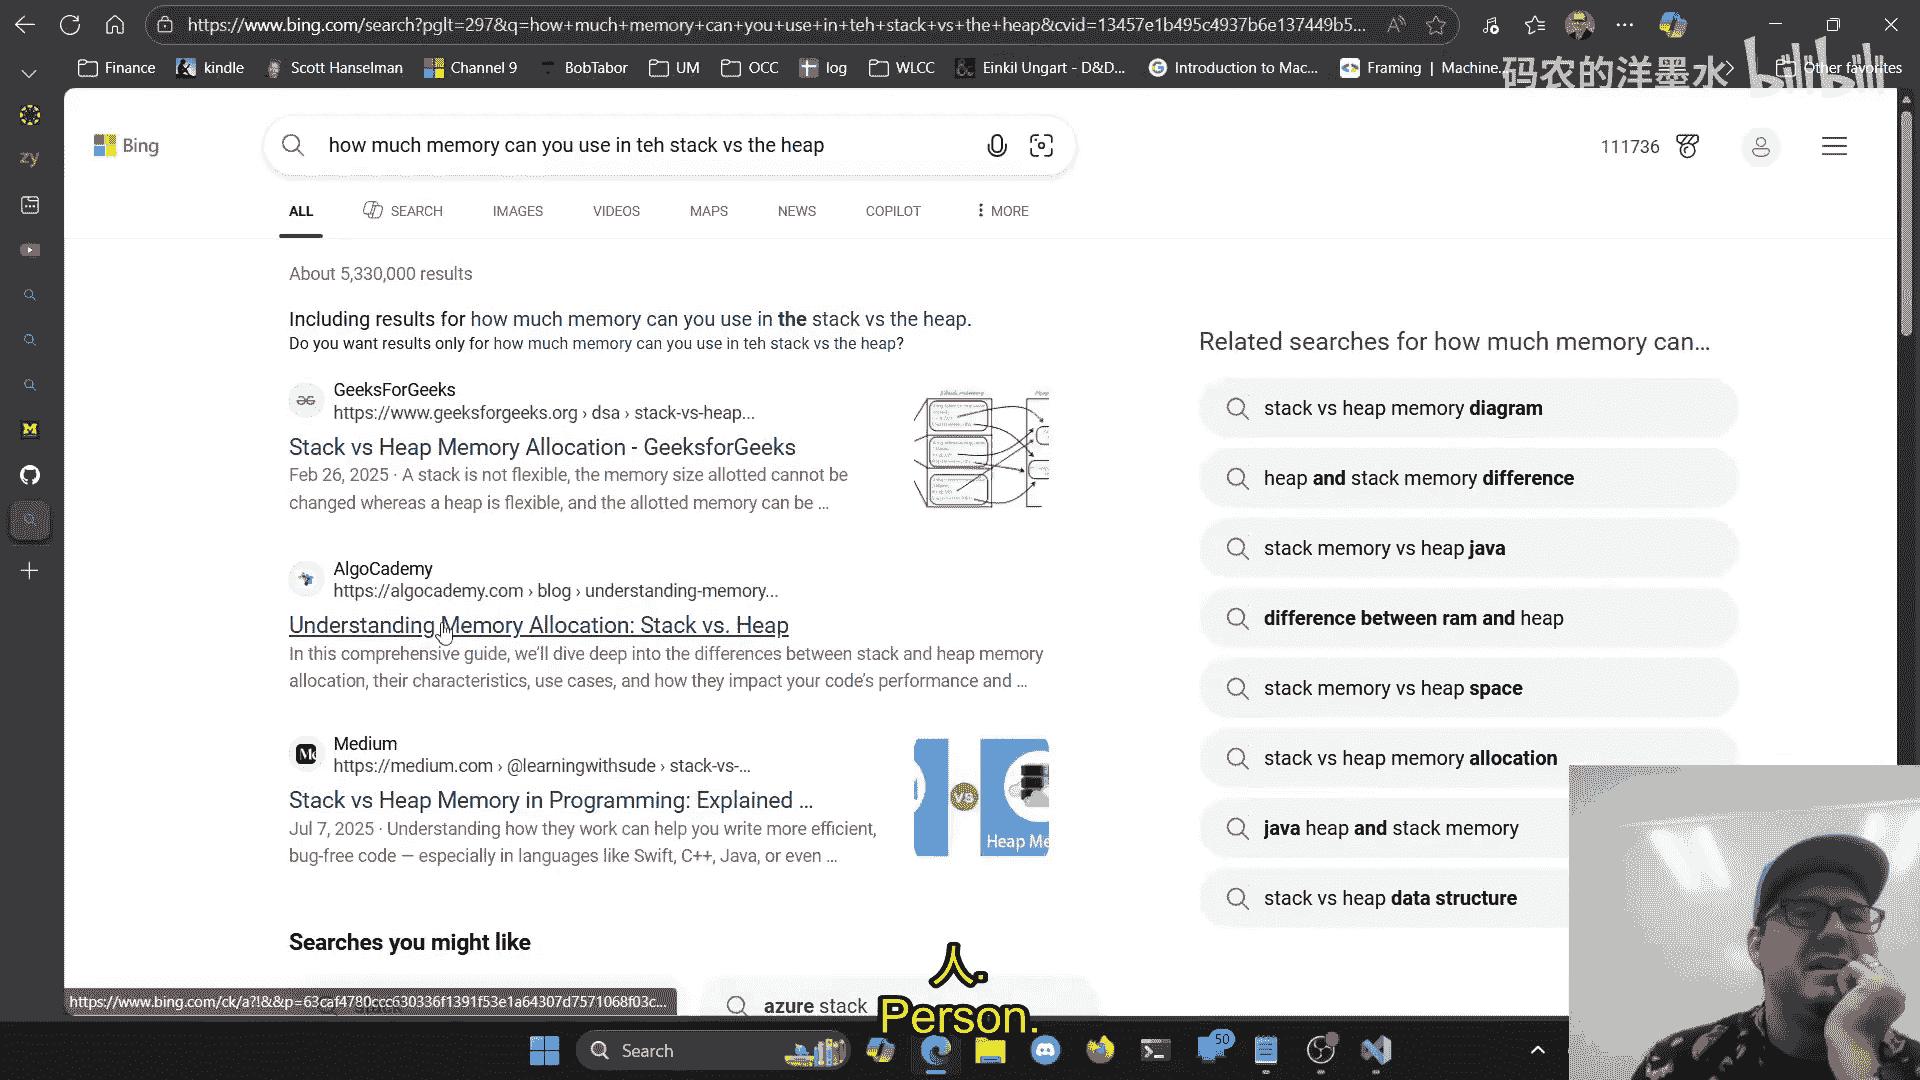 https://www.bing.com/search?pglt=297&q=how+much+memory+can+you+use+in+teh+stack+vs+the+heap&cvid=13457e1b495c4937b6e137449b5...
Finance
kindle
Scott Hanselman
Channel 9
BobTabor
UM
OCC
log
WLCC
Einkil Ungart - D&D...
Introduction to Mac...
Framing | Machine...
Other favorites
码农的洋墨水
bilibili
zy
Bing
how much memory can you use in teh stack vs the heap
111736
ALL
SEARCH
IMAGES
VIDEOS
MAPS
NEWS
COPILOT
MORE
About 5,330,000 results
Including results for how much memory can you use in the stack vs the heap.
Do you want results only for how much memory can you use in teh stack vs the heap?
GeeksForGeeks
https://www.geeksforgeeks.org › dsa › stack-vs-heap...
Stack vs Heap Memory Allocation - GeeksforGeeks
Feb 26, 2025 · A stack is not flexible, the memory size allotted cannot be
changed whereas a heap is flexible, and the allotted memory can be ...
AlgoCademy
https://algocademy.com › blog › understanding-memory...
Understanding Memory Allocation: Stack vs. Heap
In this comprehensive guide, we'll dive deep into the differences between stack and heap memory
allocation, their characteristics, use cases, and how they impact your code's performance and ...
Medium
https://medium.com › @learningwithsude › stack-vs-...
Stack vs Heap Memory in Programming: Explained ...
Jul 7, 2025 · Understanding how they work can help you write more efficient,
bug-free code — especially in languages like Swift, C++, Java, or even ...
VS
Heap Me
Searches you might like
azure stack
Related searches for how much memory can...
stack vs heap memory diagram
heap and stack memory difference
stack memory vs heap java
difference between ram and heap
stack memory vs heap space
stack vs heap memory allocation
java heap and stack memory
stack vs heap data structure
https://www.bing.com/ck/a?!&&p=63caf4780ccc630336f1391f53e1a64307d7571068f03c...
人.
Person.
Search
50